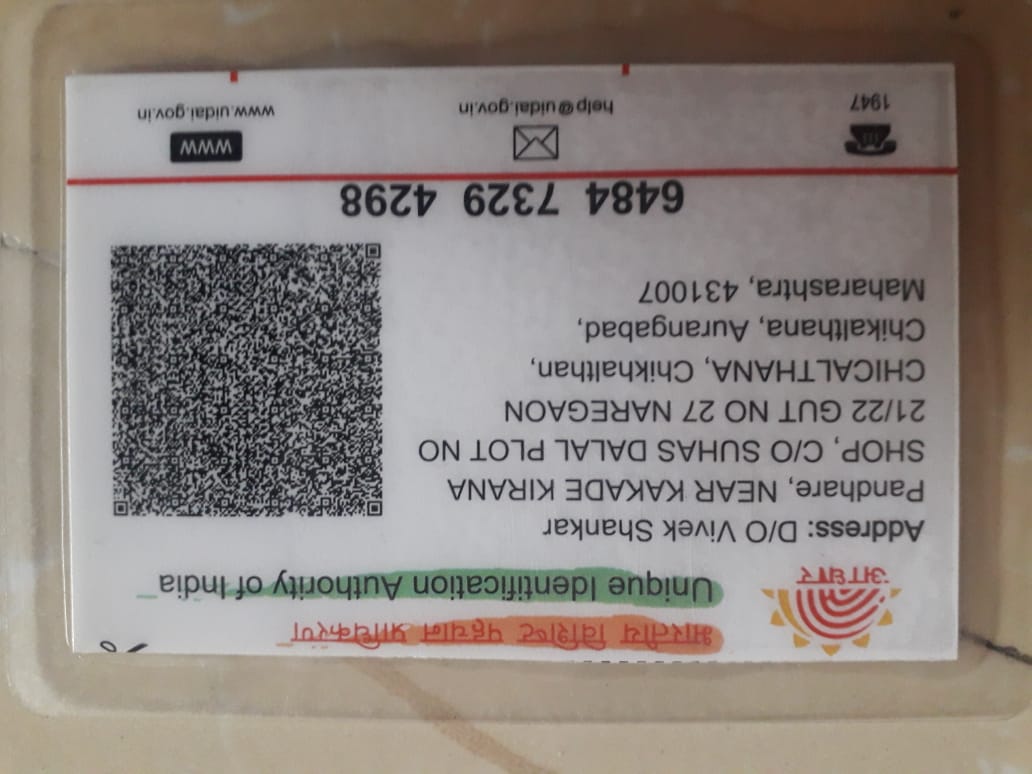 भारतीय विशिष्ट पहचान प्राधिकरण
Unique Identification Authority of India
आधार
Address: D/O Vivek Shankar
Pandhare, NEAR KAKADE KIRANA
SHOP, C/O SUHAS DALAL PLOT NO
21/22 GUT NO 27 NAREGAON
CHICALTHANA, Chikhalthan,
Chikalthana, Aurangabad,
Maharashtra, 431007
6484 7329 4298
1947
help@uidai.gov.in
WWW
www.uidai.gov.in